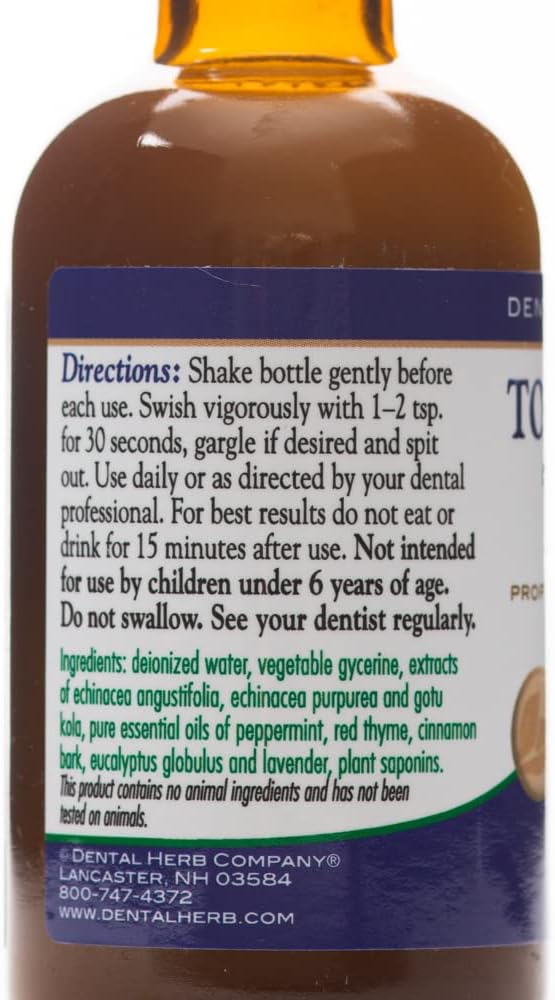 DEN
Directions: Shake bottle gently before
each use. Swish vigorously with 1–2 tsp.
for 30 seconds, gargle if desired and spit
out. Use daily or as directed by your dental
professional. For best results do not eat or
drink for 15 minutes after use. Not intended
for use by children under 6 years of age.
Do not swallow. See your dentist regularly.
TO
PROF
Ingredients: deionized water, vegetable glycerine, extracts
of echinacea angustifolia, echinacea purpurea and gotu
kola, pure essential oils of peppermint, red thyme, cinnamon
bark, eucalyptus globulus and lavender, plant saponins.
This product contains no animal ingredients and has not been
tested on animals.
© DENTAL HERB COMPANY®
LANCASTER, NH 03584
800-747-4372
WWW.DENTALHERB.COM